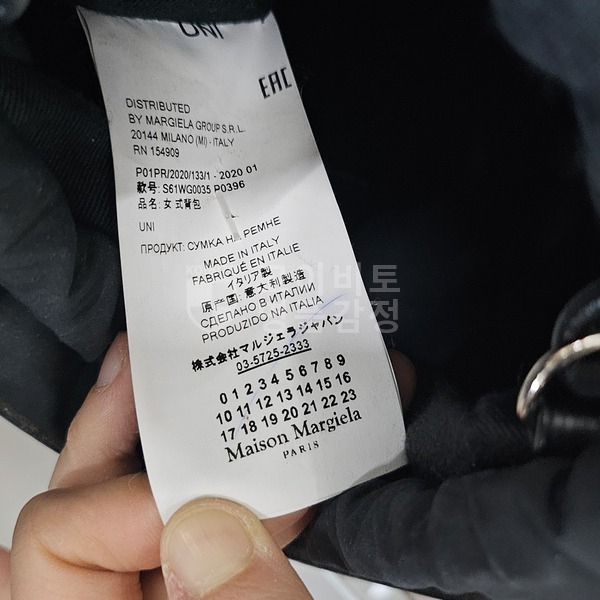 UNI
EAC
DISTRIBUTED
BY MARGIELA GROUP S.R.L.
20144 MILANO (MI) - ITALY
RN 154909
P01PR/2020/133/1 - 2020 01
款号: S61WG0035 P0396
品名: 女式背包
UNI
ПРОДУКТ: СУМКА НА РЕМНЕ
MADE IN ITALY
FABRIQUÉ EN ITALIE
イタリア製
原产国: 意大利製造
СДЕЛАНО В ИТАЛИИ
PRODUZIDO NA ITALIA
株式会社マルジェラジャパン
03-5725-2333
0 1 2 3 4 5 6 7 8 9
10 11 12 13 14 15 16
17 18 19 20 21 22 23
Maison Margiela
PARIS
감정